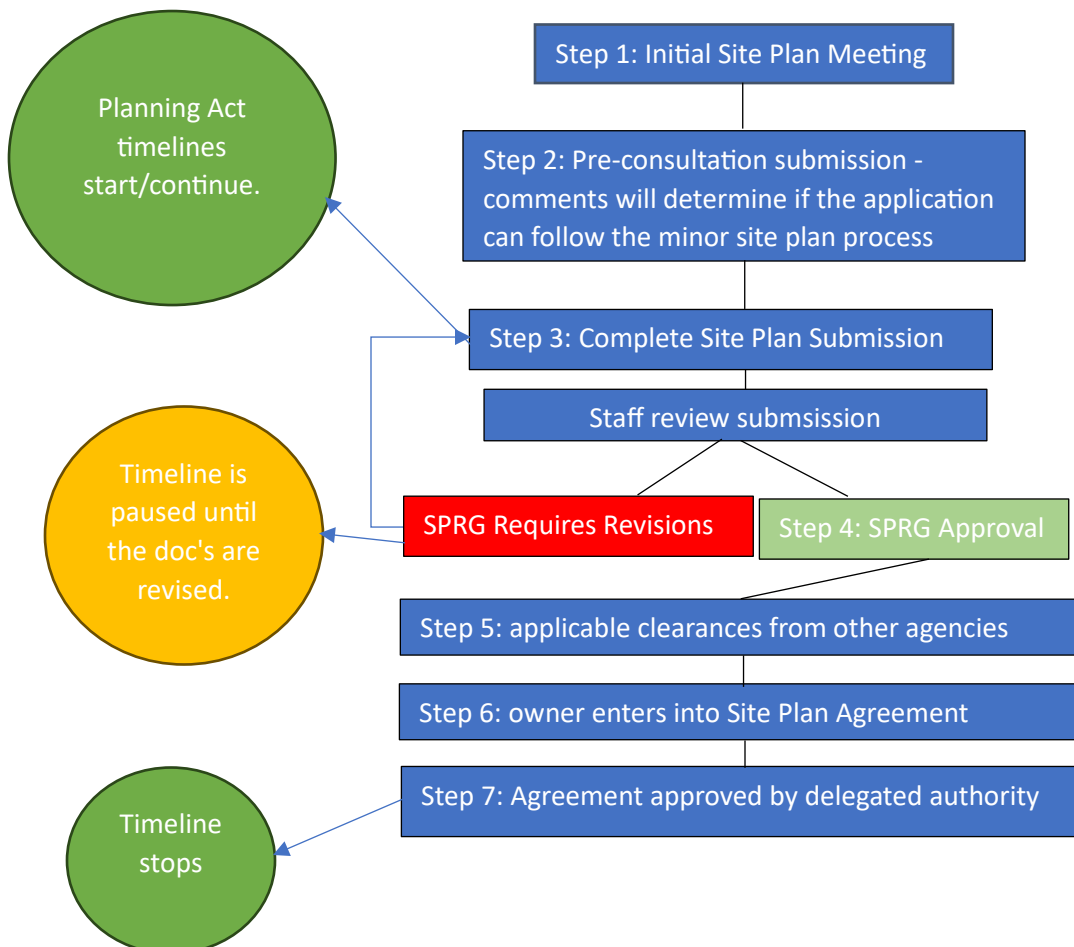 Step 1: Initial Site Plan Meeting
Planning Act
timelines
start/continue.
Step 2: Pre-consultation submission -
comments will determine if the application
can follow the minor site plan process
Step 3: Complete Site Plan Submission
Staff review submsission
Timeline is
paused until
the doc's are
revised.
SPRG Requires Revisions
Step 4: SPRG Approval
Step 5: applicable clearances from other agencies
Step 6: owner enters into Site Plan Agreement
Step 7: Agreement approved by delegated authority
Timeline
stops